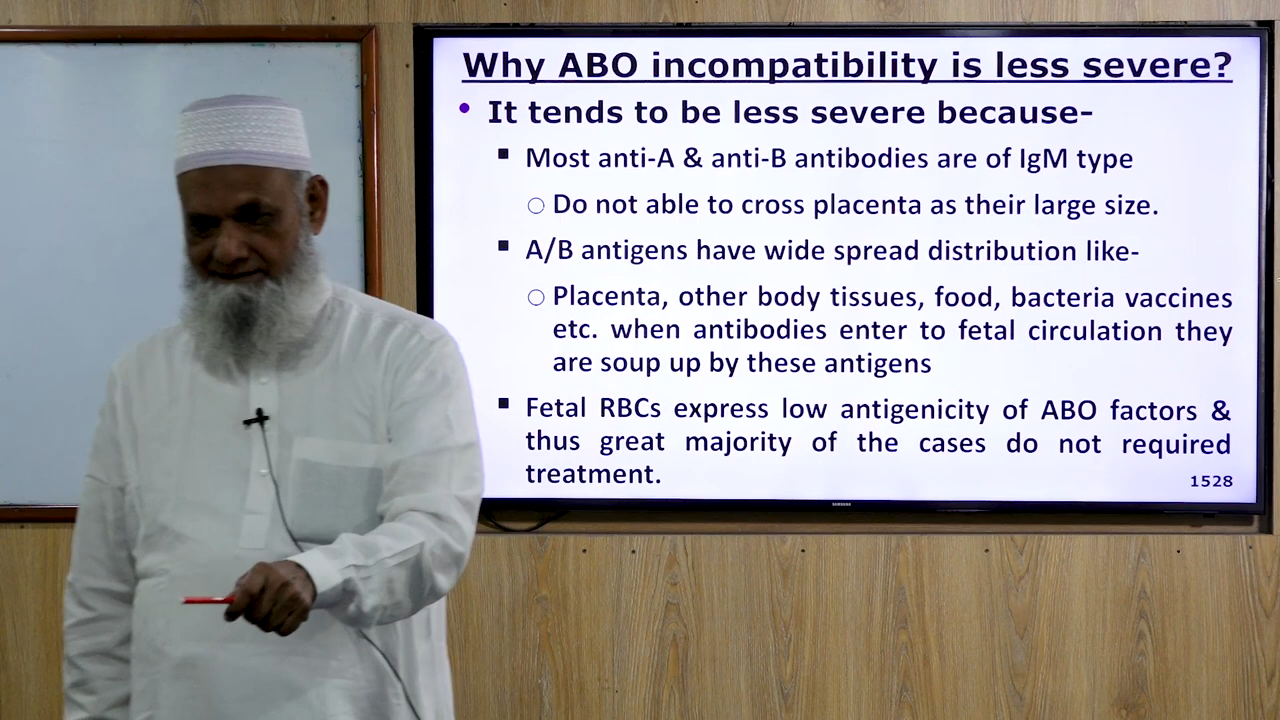 Why ABO incompatibility is less severe?
• It tends to be less severe because-
▪ Most anti-A & anti-B antibodies are of IgM type
○ Do not able to cross placenta as their large size.
▪ A/B antigens have wide spread distribution like-
○ Placenta, other body tissues, food, bacteria vaccines
etc. when antibodies enter to fetal circulation they
are soup up by these antigens
▪ Fetal RBCs express low antigenicity of ABO factors &
thus great majority of the cases do not required
treatment.
1528
SAMSUNG